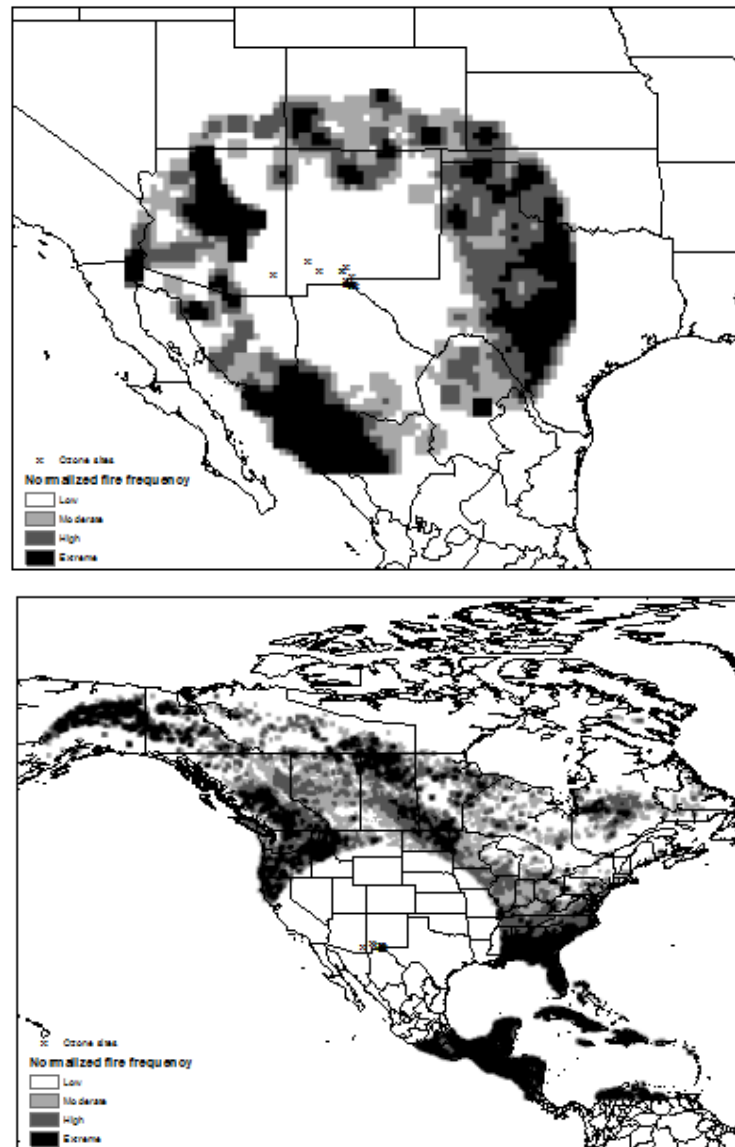 x Ozone sites
Normalized fire frequency
Low
Moderate
High
Extreme
x Ozone sites
Normalized fire frequency
Low
Moderate
High
Extreme